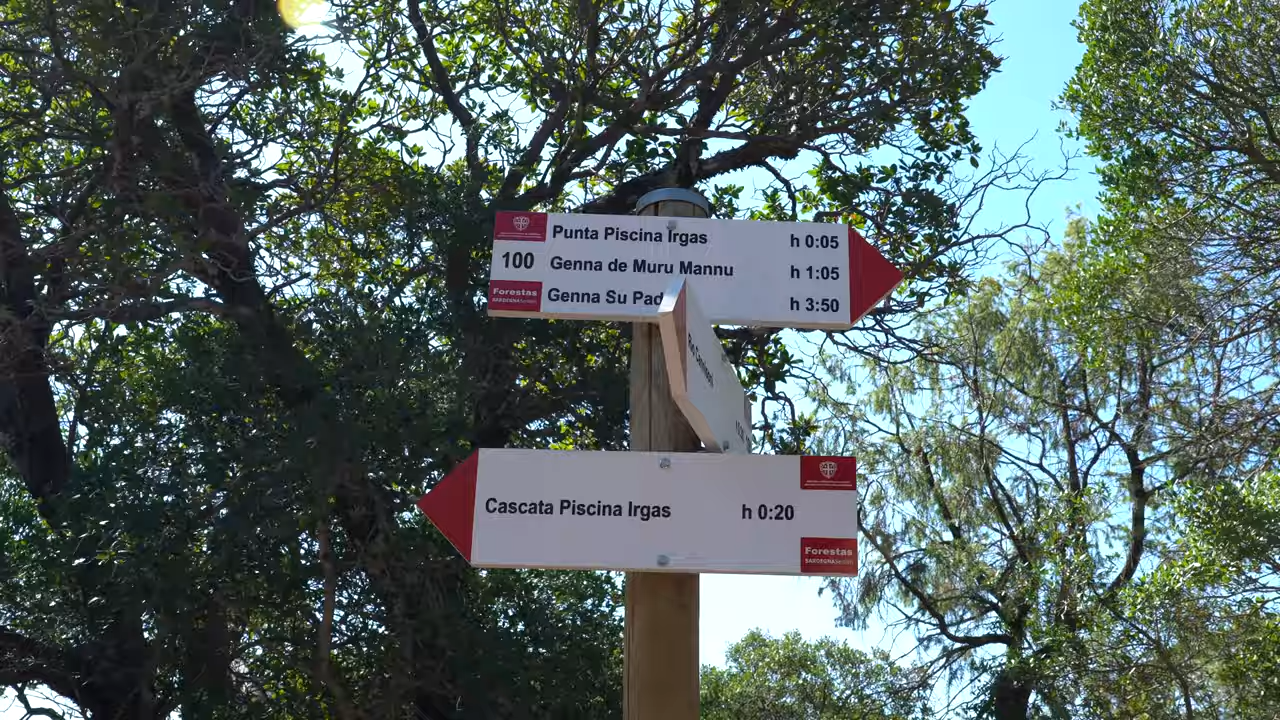 Punta Piscina Irgas h 0:05
100 Genna de Muru Mannu h 1:05
Forestas Genna Su Pad h 3:50
Cascata Piscina Irgas h 0:20
Forestas
SARDEGNA